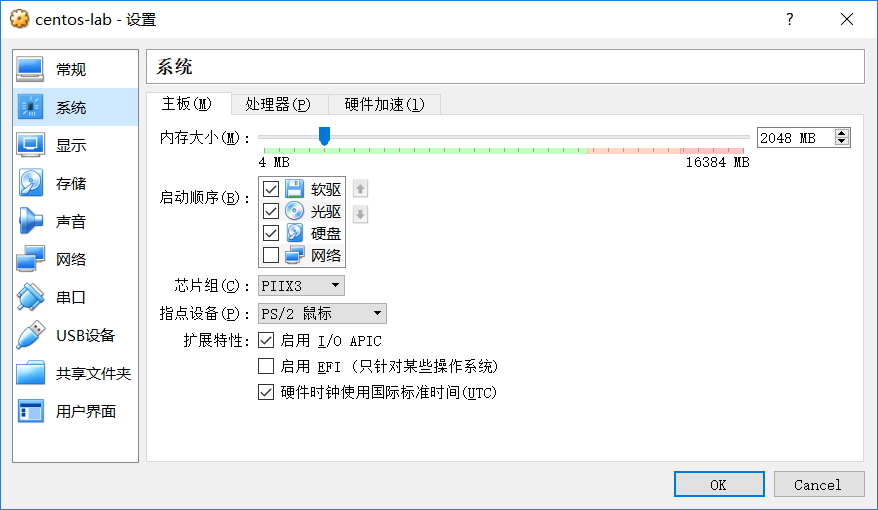 centos-lab - 设置
?
常规
系统
显示
存储
声音
网络
串口
USB设备
共享文件夹
用户界面
系统
主板(M) 处理器(P) 硬件加速(l)
内存大小(M): 2048 MB
4 MB 16384 MB
启动顺序(B):
软驱
光驱
硬盘
网络
芯片组(C): PIIX3
指点设备(P): PS/2 鼠标
扩展特性: 启用 I/O APIC
启用 EFI (只针对某些操作系统)
硬件时钟使用国际标准时间(UTC)
OK Cancel